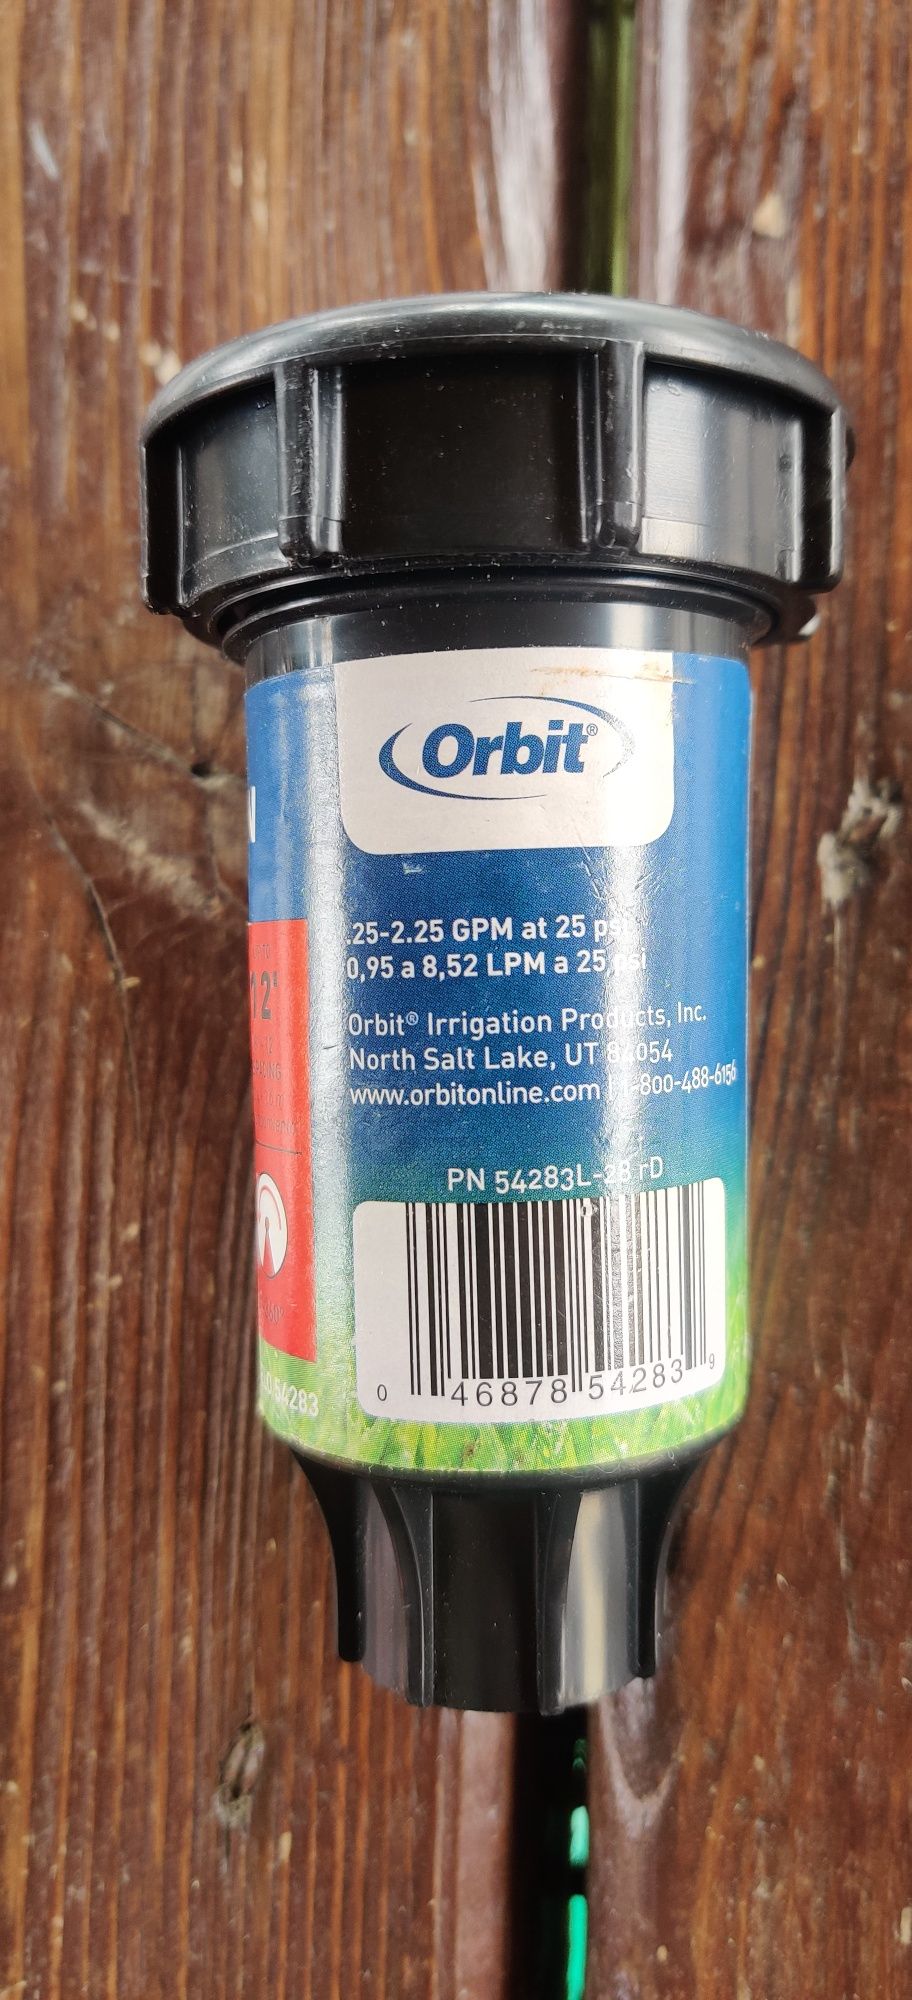 Orbit®
.25-2.25 GPM at 25 psi
0,95 a 8,52 LPM a 25 psi
Orbit® Irrigation Products, Inc.
North Salt Lake, UT 84054
www.orbitonline.com | 1-800-488-6156
PN 54283L-28 rD
0 46878 54283 9
N
12'
54283